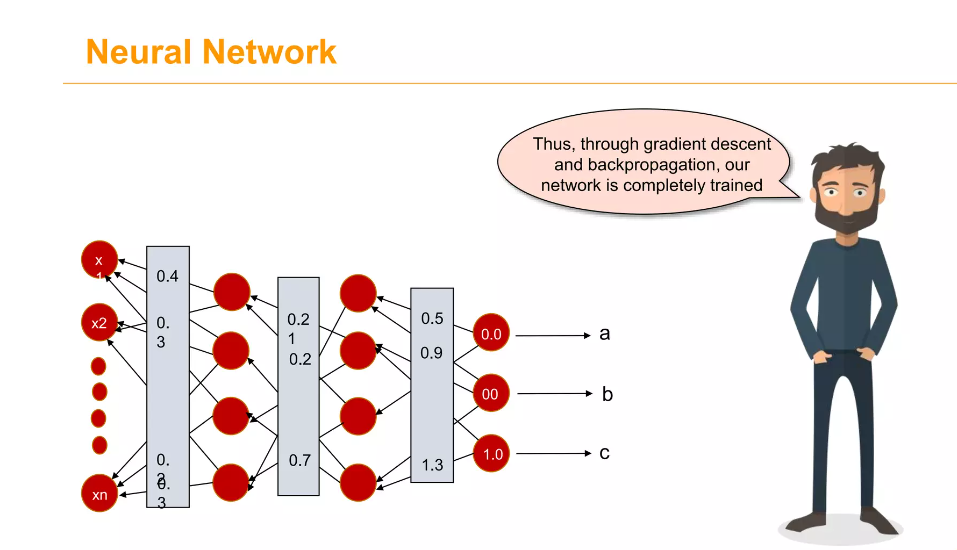 Neural Network
Thus, through gradient descent
and backpropagation, our
network is completely trained
x
1
x2
xn
0.4
0.
3
0.
2
0.
3
0.2
1
0.2
0.7
0.5
0.9
1.3
0.0
00
1.0
a
b
c